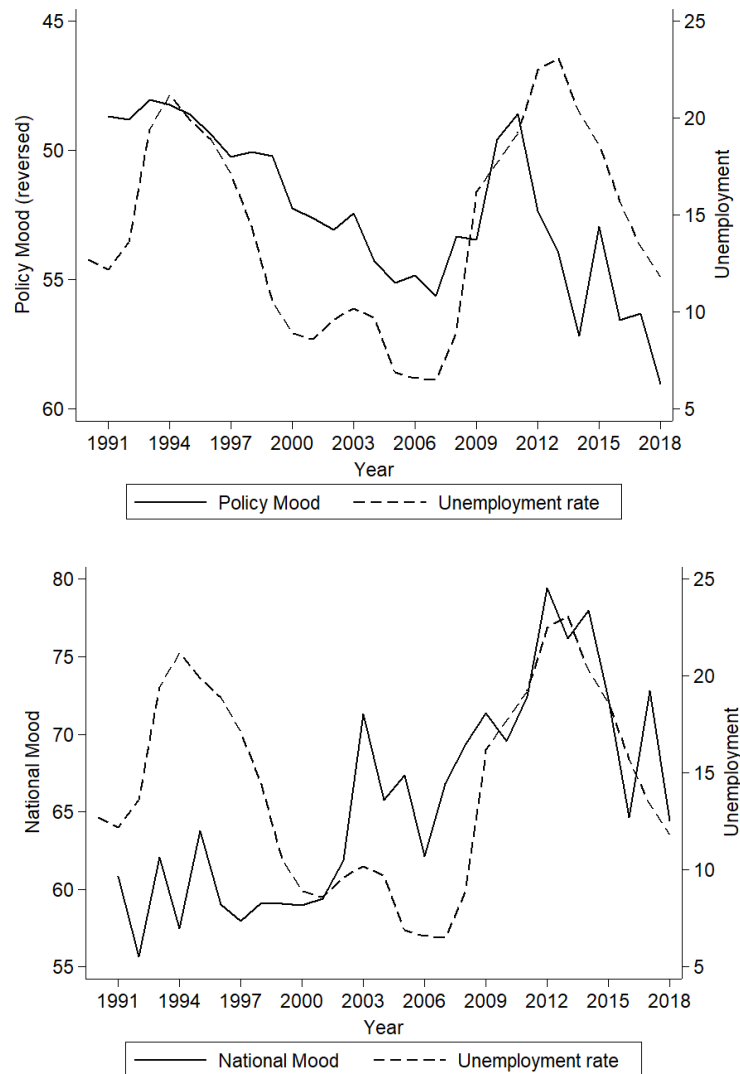 45
50
55
60
Policy Mood (reversed)
25
20
15
10
5
Unemployment
1991 1994 1997 2000 2003 2006 2009 2012 2015 2018
Year
Policy Mood Unemployment rate
80
75
70
65
60
55
National Mood
25
20
15
10
5
Unemployment
1991 1994 1997 2000 2003 2006 2009 2012 2015 2018
Year
National Mood Unemployment rate